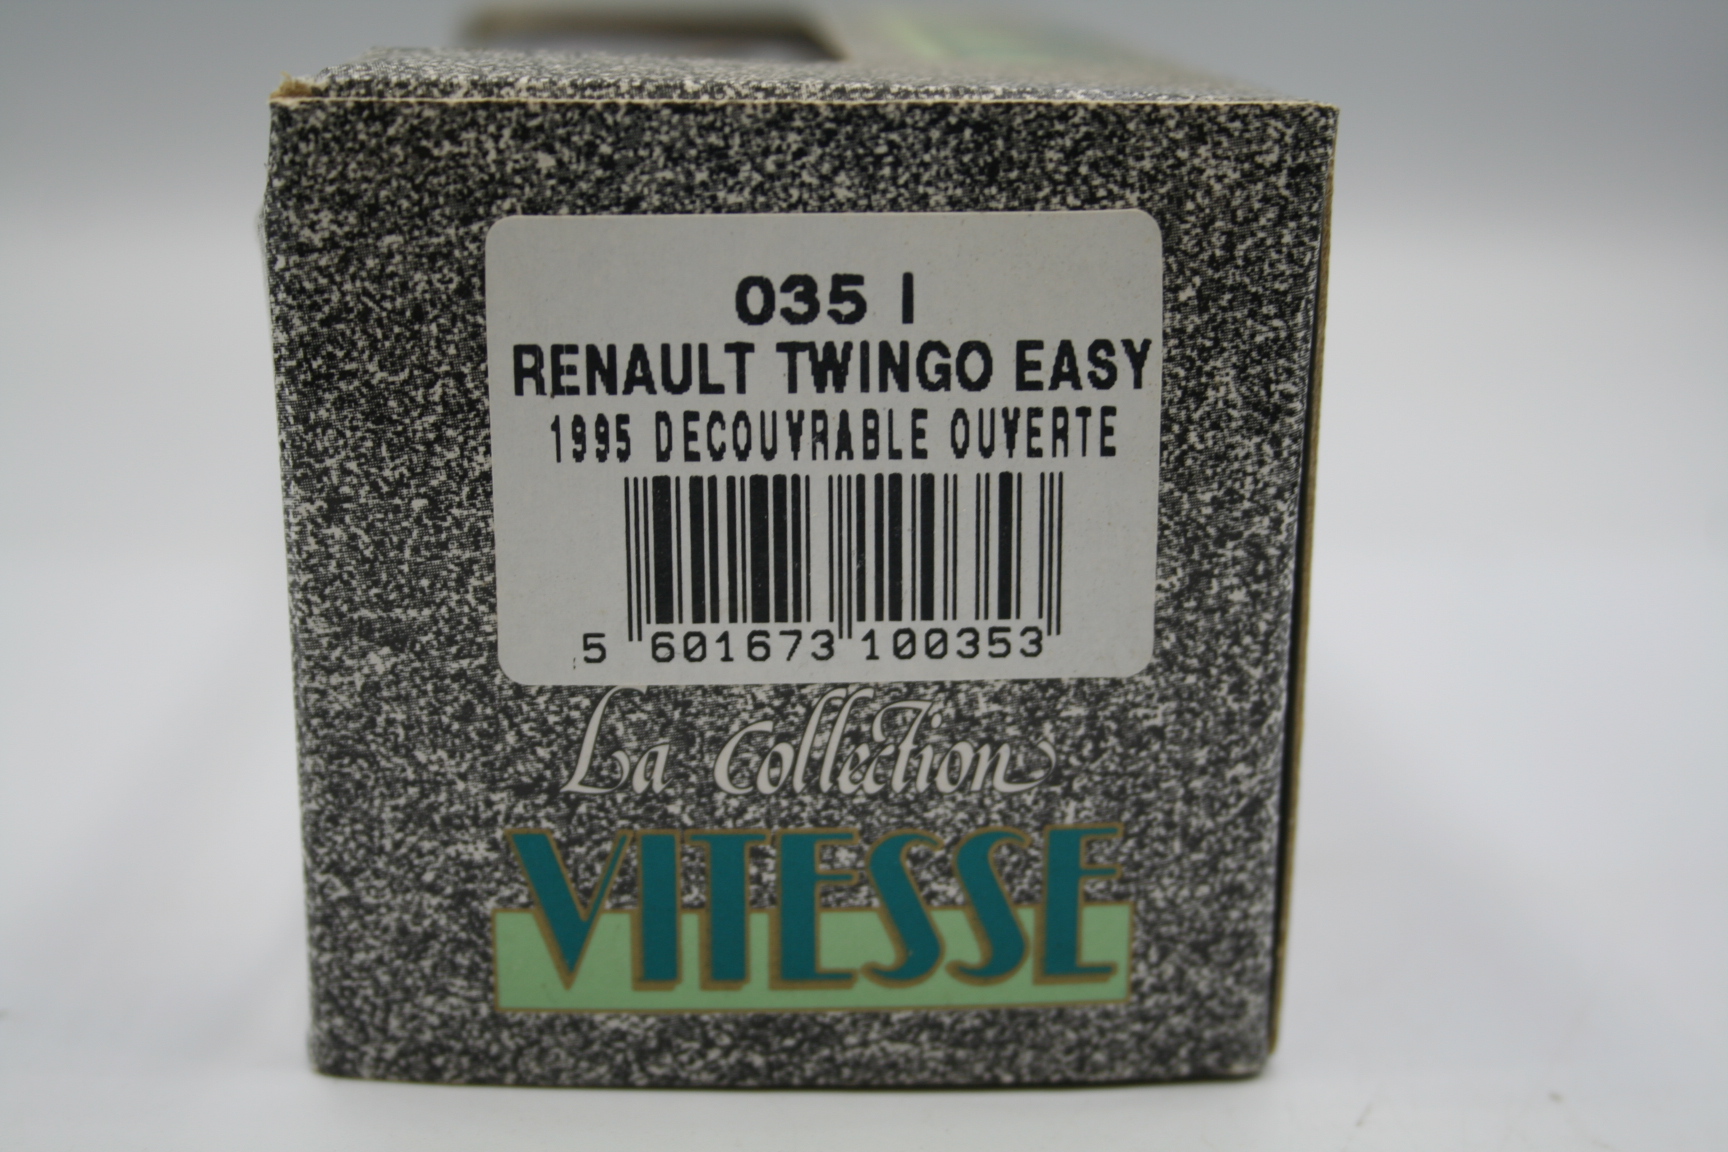 035 I
RENAULT TWINGO EASY
1995 DECOUVRABLE OUVERTE
5 601673 100353
La Collection
VITESSE